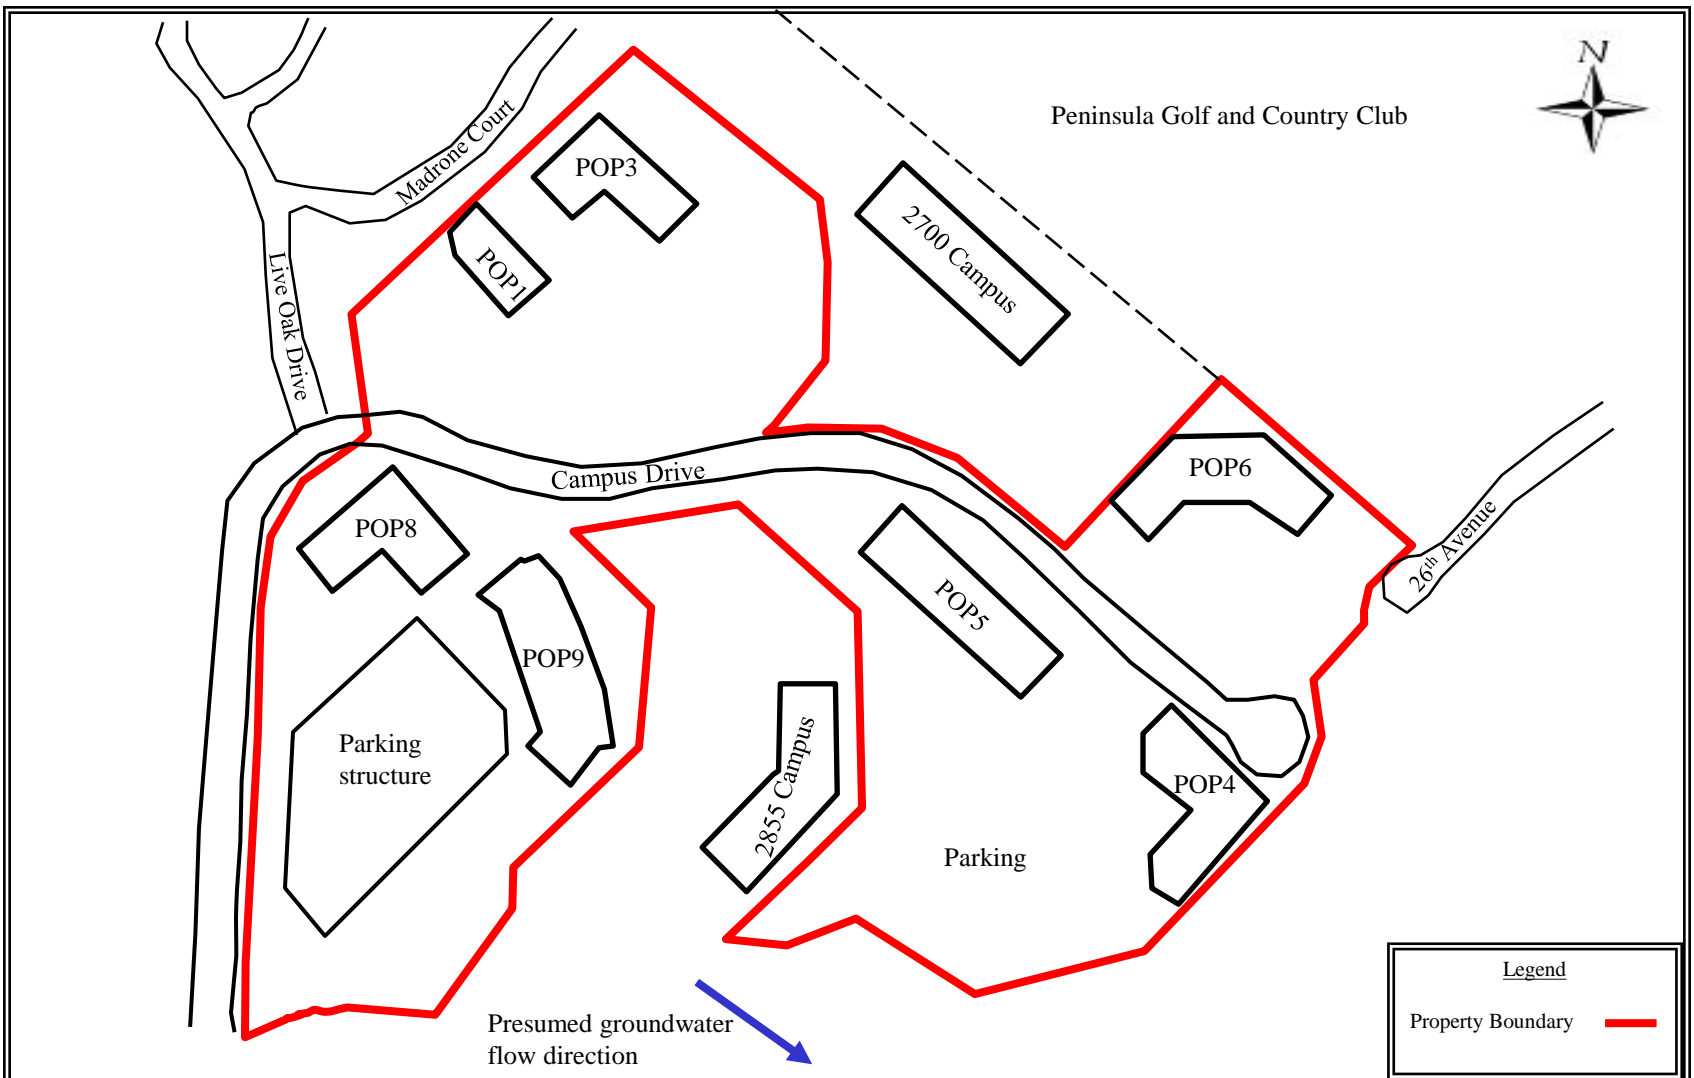 N
Peninsula Golf and Country Club
Madrone Court
POP3
2700 Campus
POP1
Live Oak Drive
Campus Drive
POP6
POP8
26th Avenue
POP5
POP9
Parking
structure
2855 Campus
POP4
Parking
Legend
Property Boundary
Presumed groundwater
flow direction